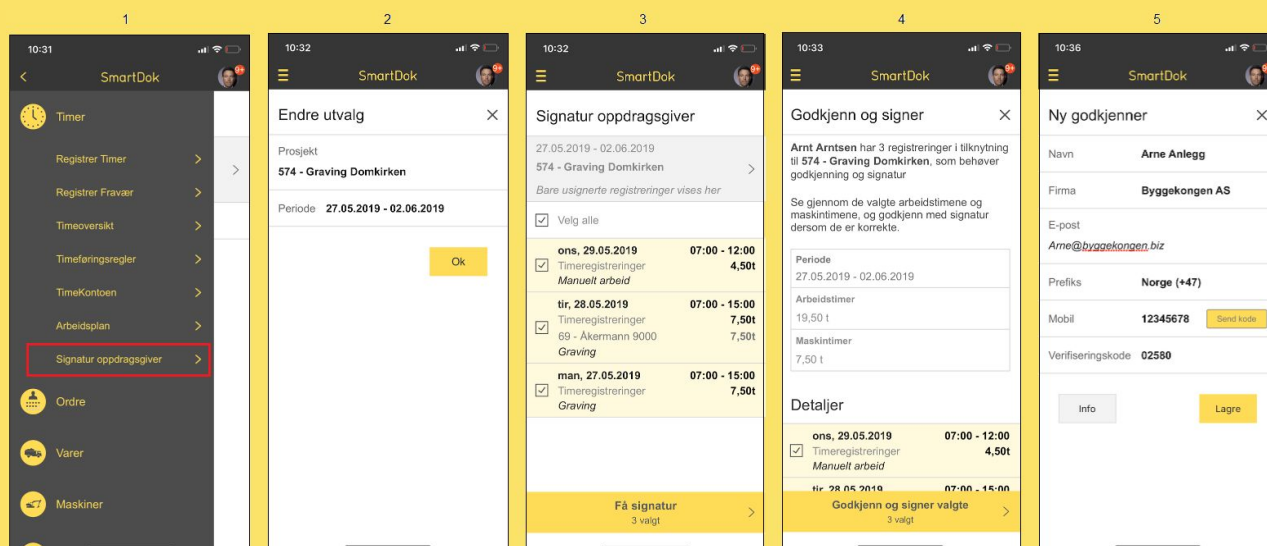 1
10:31
SmartDok
9+
Timer
Registrer Timer
Registrer Fravær
Timeoversikt
Timeføringsregler
TimeKontoen
Arbeidsplan
Signatur oppdragsgiver
Ordre
Varer
Maskiner
2
10:32
SmartDok
9+
Endre utvalg
Prosjekt
574 - Graving Domkirken
Periode 27.05.2019 - 02.06.2019
Ok
3
10:32
SmartDok
9+
Signatur oppdragsgiver
27.05.2019 - 02.06.2019
574 - Graving Domkirken
Bare usignerte registreringer vises her
Velg alle
ons, 29.05.2019 07:00 - 12:00
Timeregistreringer 4,50t
Manuelt arbeid
tir, 28.05.2019 07:00 - 15:00
Timeregistreringer 7,50t
69 - Åkermann 9000 7,50t
Graving
man, 27.05.2019 07:00 - 15:00
Timeregistreringer 7,50t
Graving
Få signatur
3 valgt
4
10:33
SmartDok
9+
Godkjenn og signer
Arnt Arntsen har 3 registreringer i tilknytning
til 574 - Graving Domkirken, som behøver
godkjenning og signatur
Se gjennom de valgte arbeidstimene og
maskintimene, og godkjenn med signatur
dersom de er korrekte.
Periode
27.05.2019 - 02.06.2019
Arbeidstimer
19,50 t
Maskintimer
7,50 t
Detaljer
ons, 29.05.2019 07:00 - 12:00
Timeregistreringer 4,50t
Manuelt arbeid
tir, 28.05.2019 07:00 - 15:00
Godkjenn og signer valgte
3 valgt
5
10:36
SmartDok
Ny godkjenner
Navn Arne Anlegg
Firma Byggekongen AS
E-post
Arne@byggekongen.biz
Prefiks Norge (+47)
Mobil 12345678 Send kode
Verifiseringskode 02580
Info Lagre